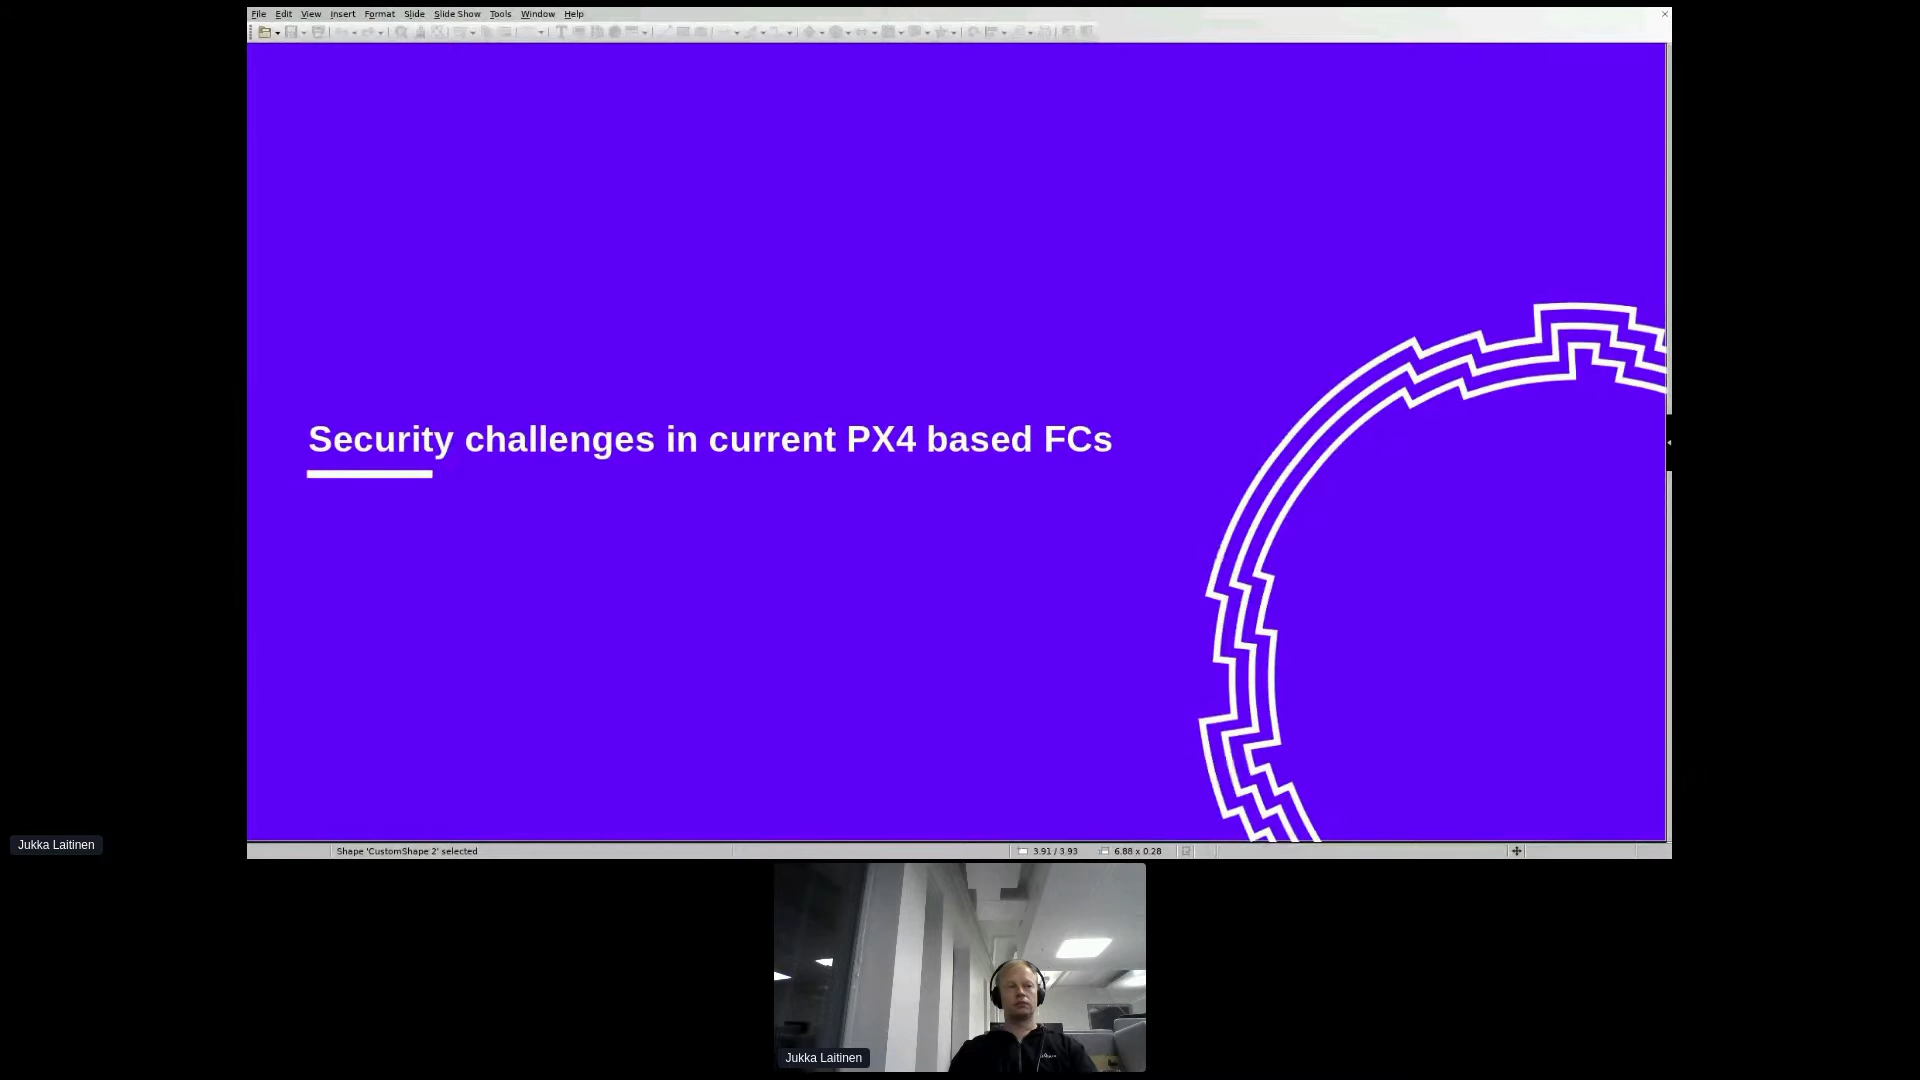 File Edit View Insert Format Slide Slide Show Tools Window Help
Security challenges in current PX4 based FCs
Jukka Laitinen
Shape 'CustomShape 2' selected
3.91 / 3.93
6.88 x 0.28
Jukka Laitinen